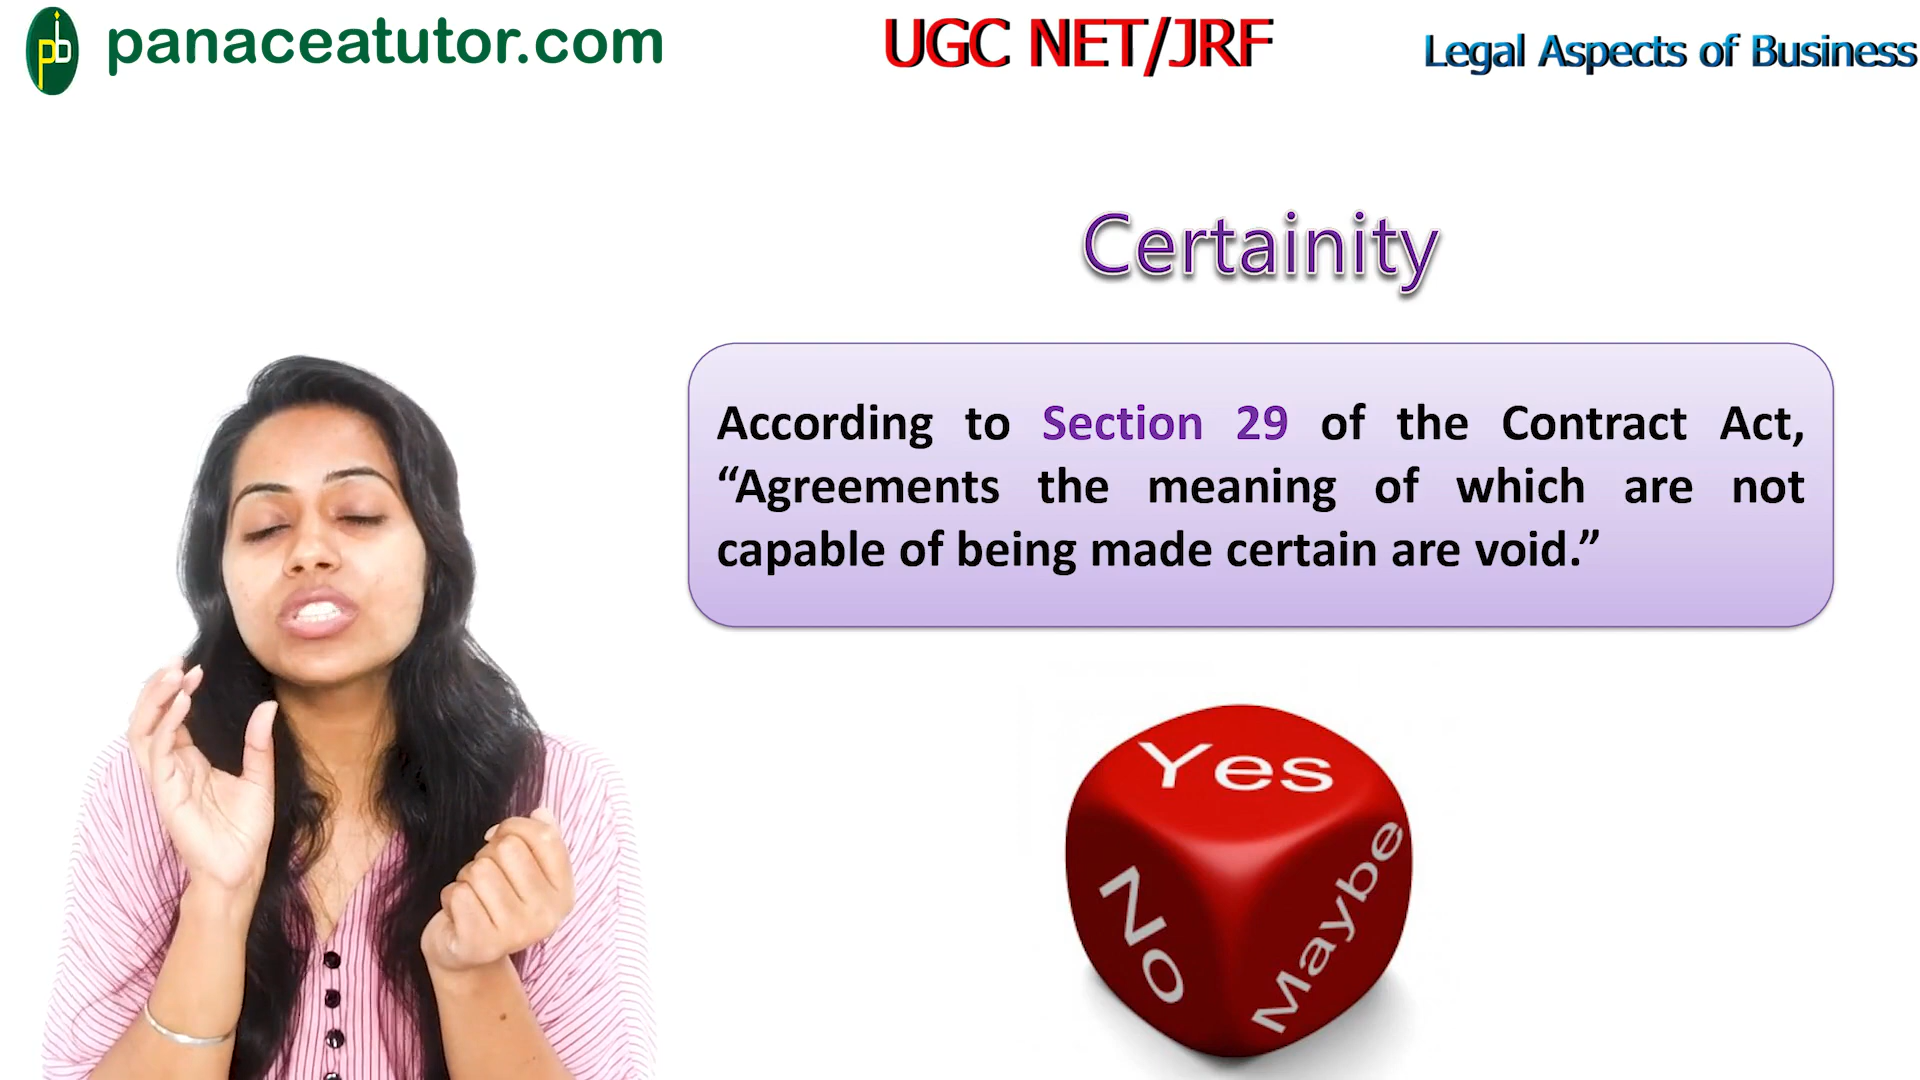 pb panaceatutor.com
UGC NET/JRF
Legal Aspects of Business
Certainity
According to Section 29 of the Contract Act,
“Agreements the meaning of which are not
capable of being made certain are void.”
Yes
No
Maybe